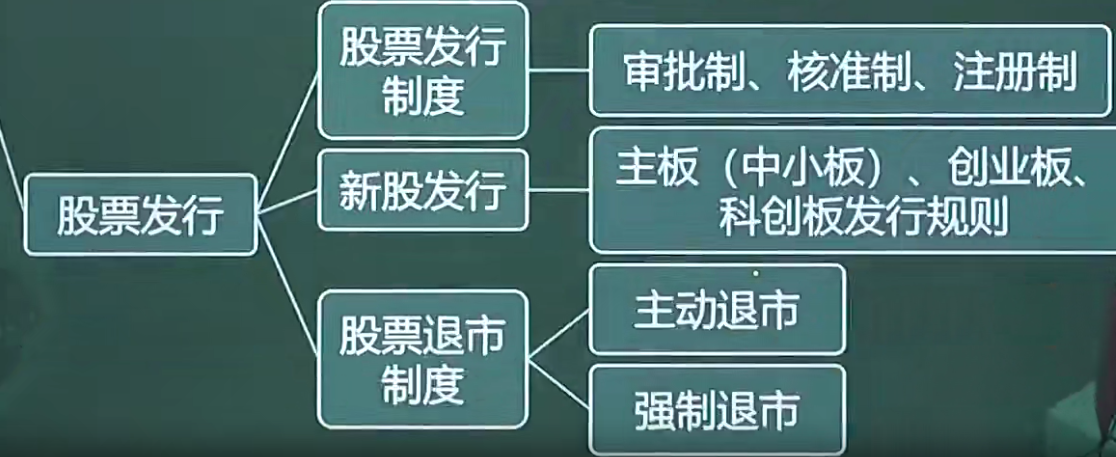 股票发行
股票发行
制度
审批制、核准制、注册制
新股发行
主板（中小板）、创业板、
科创板发行规则
股票退市
制度
主动退市
强制退市